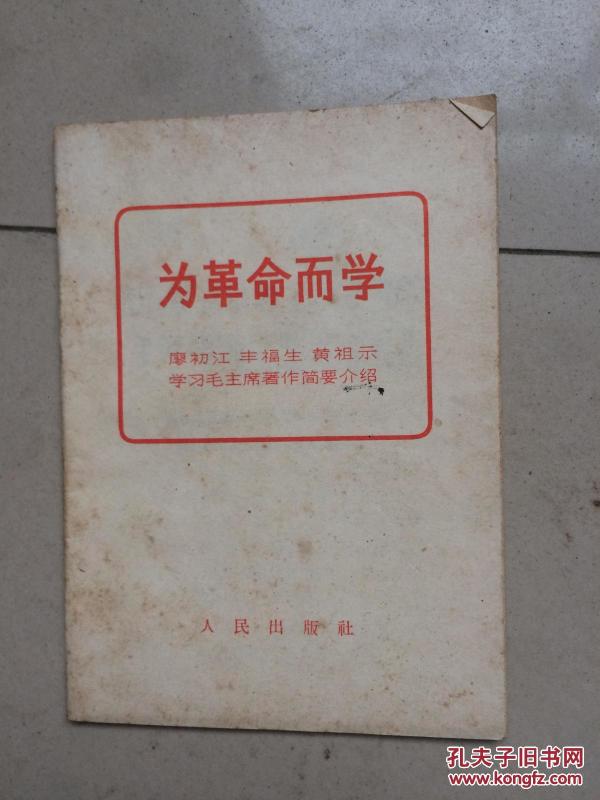 为革命而学
廖初江 丰福生 黄祖示
学习毛主席著作简要介绍
人民出版社
孔夫子旧书网
www.kongfz.com